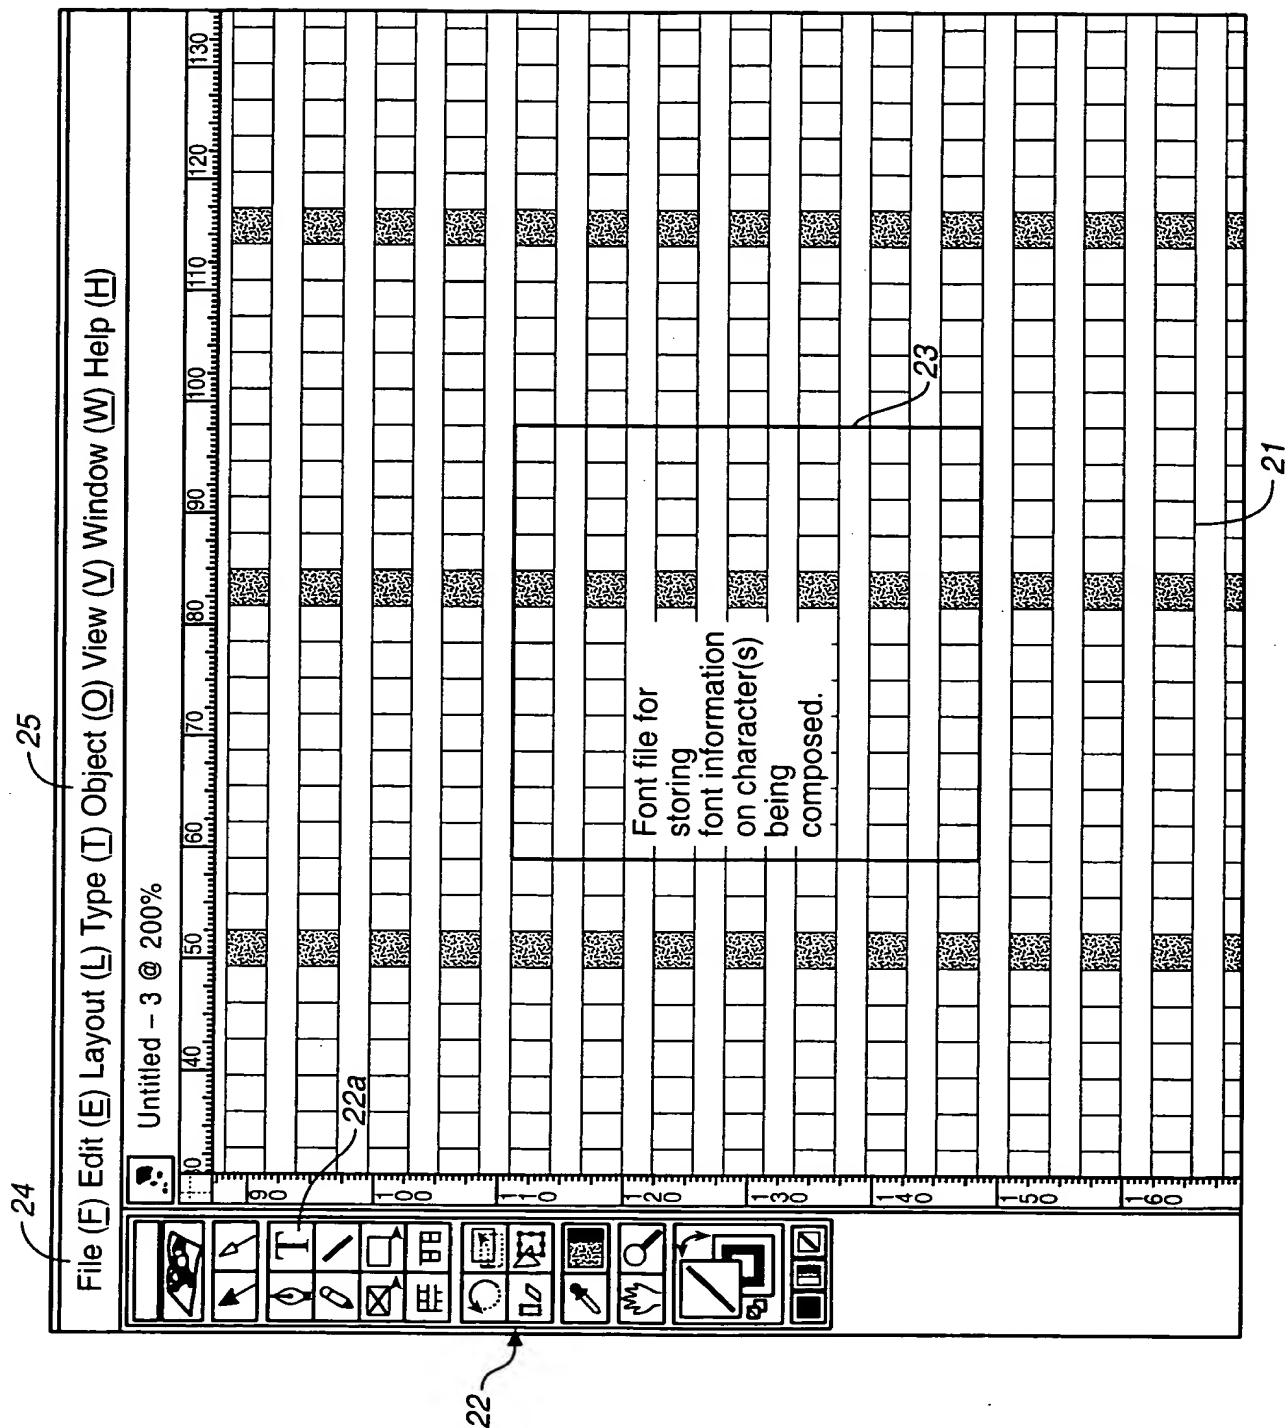 25
24
File (F) Edit (E) Layout (L) Type (T) Object (O) View (V) Window (W) Help (H)
Untitled – 3 @ 200%
40 50 60 70 80 90 100 110 120 130
90
100
110
120
130
140
150
160
T
22a
22
Font file for
storing
font information
on character(s)
being
composed.
23
21